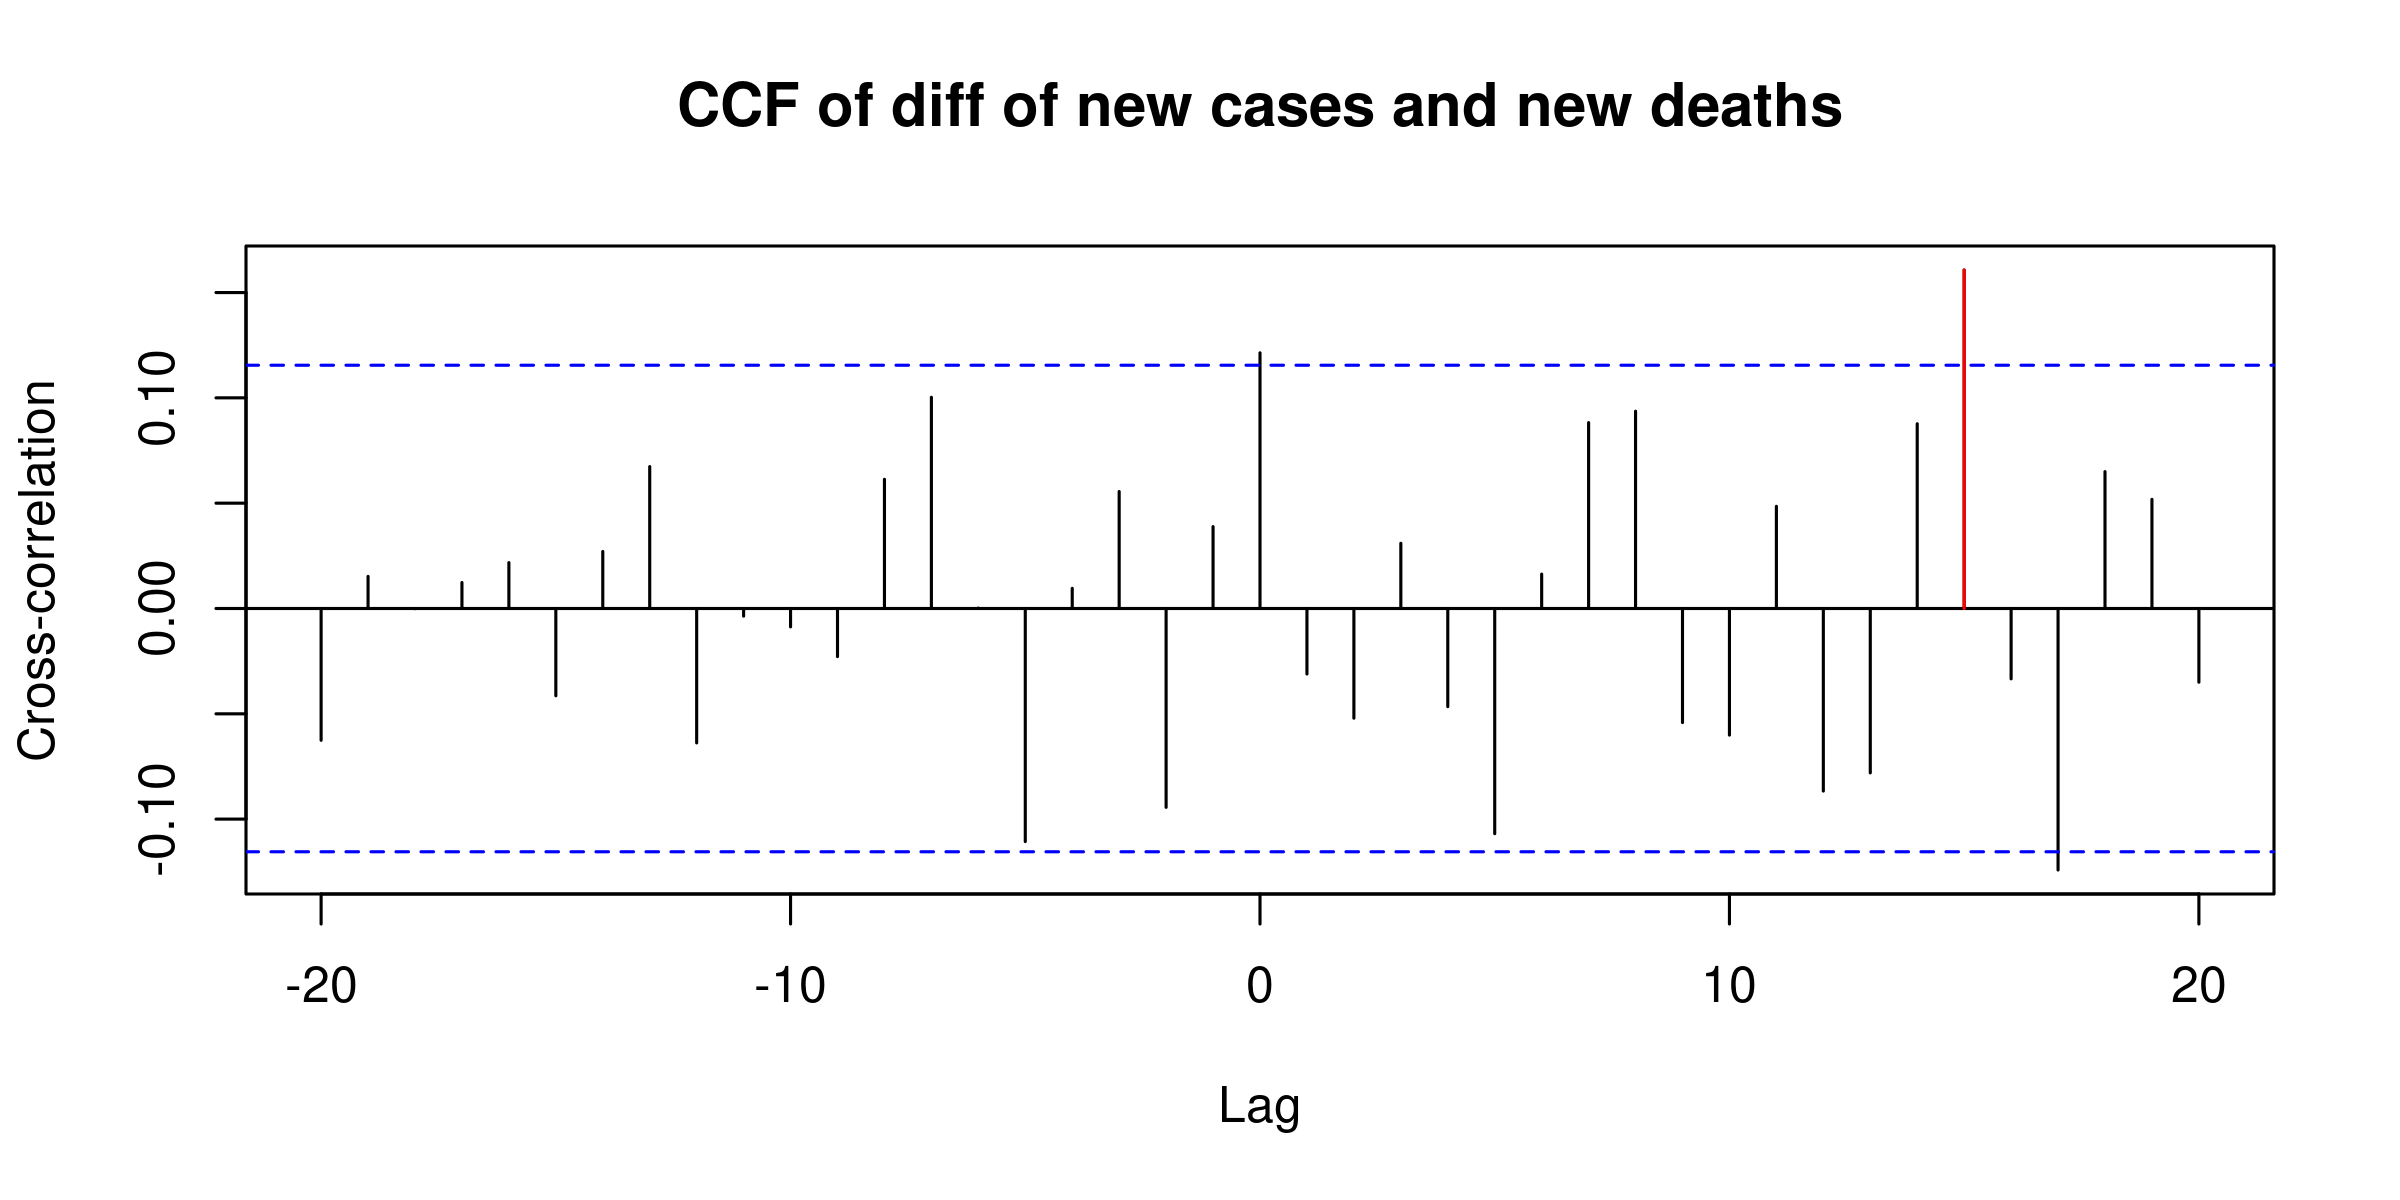 CCF of diff of new cases and new deaths
Cross-correlation
0.10
0.00
-0.10
-20 -10 0 10 20
Lag